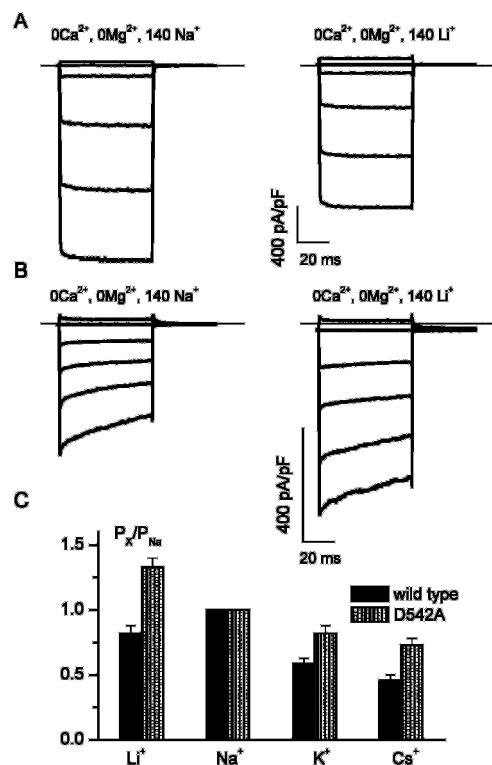 A
0Ca²⁺, 0Mg²⁺, 140 Na⁺
0Ca²⁺, 0Mg²⁺, 140 Li⁺
400 pA/pF
20 ms
B
0Ca²⁺, 0Mg²⁺, 140 Na⁺
0Ca²⁺, 0Mg²⁺, 140 Li⁺
400 pA/pF
20 ms
C
Pₓ/P_Na
1.5
1.0
0.5
0.0
wild type
D542A
Li⁺
Na⁺
K⁺
Cs⁺